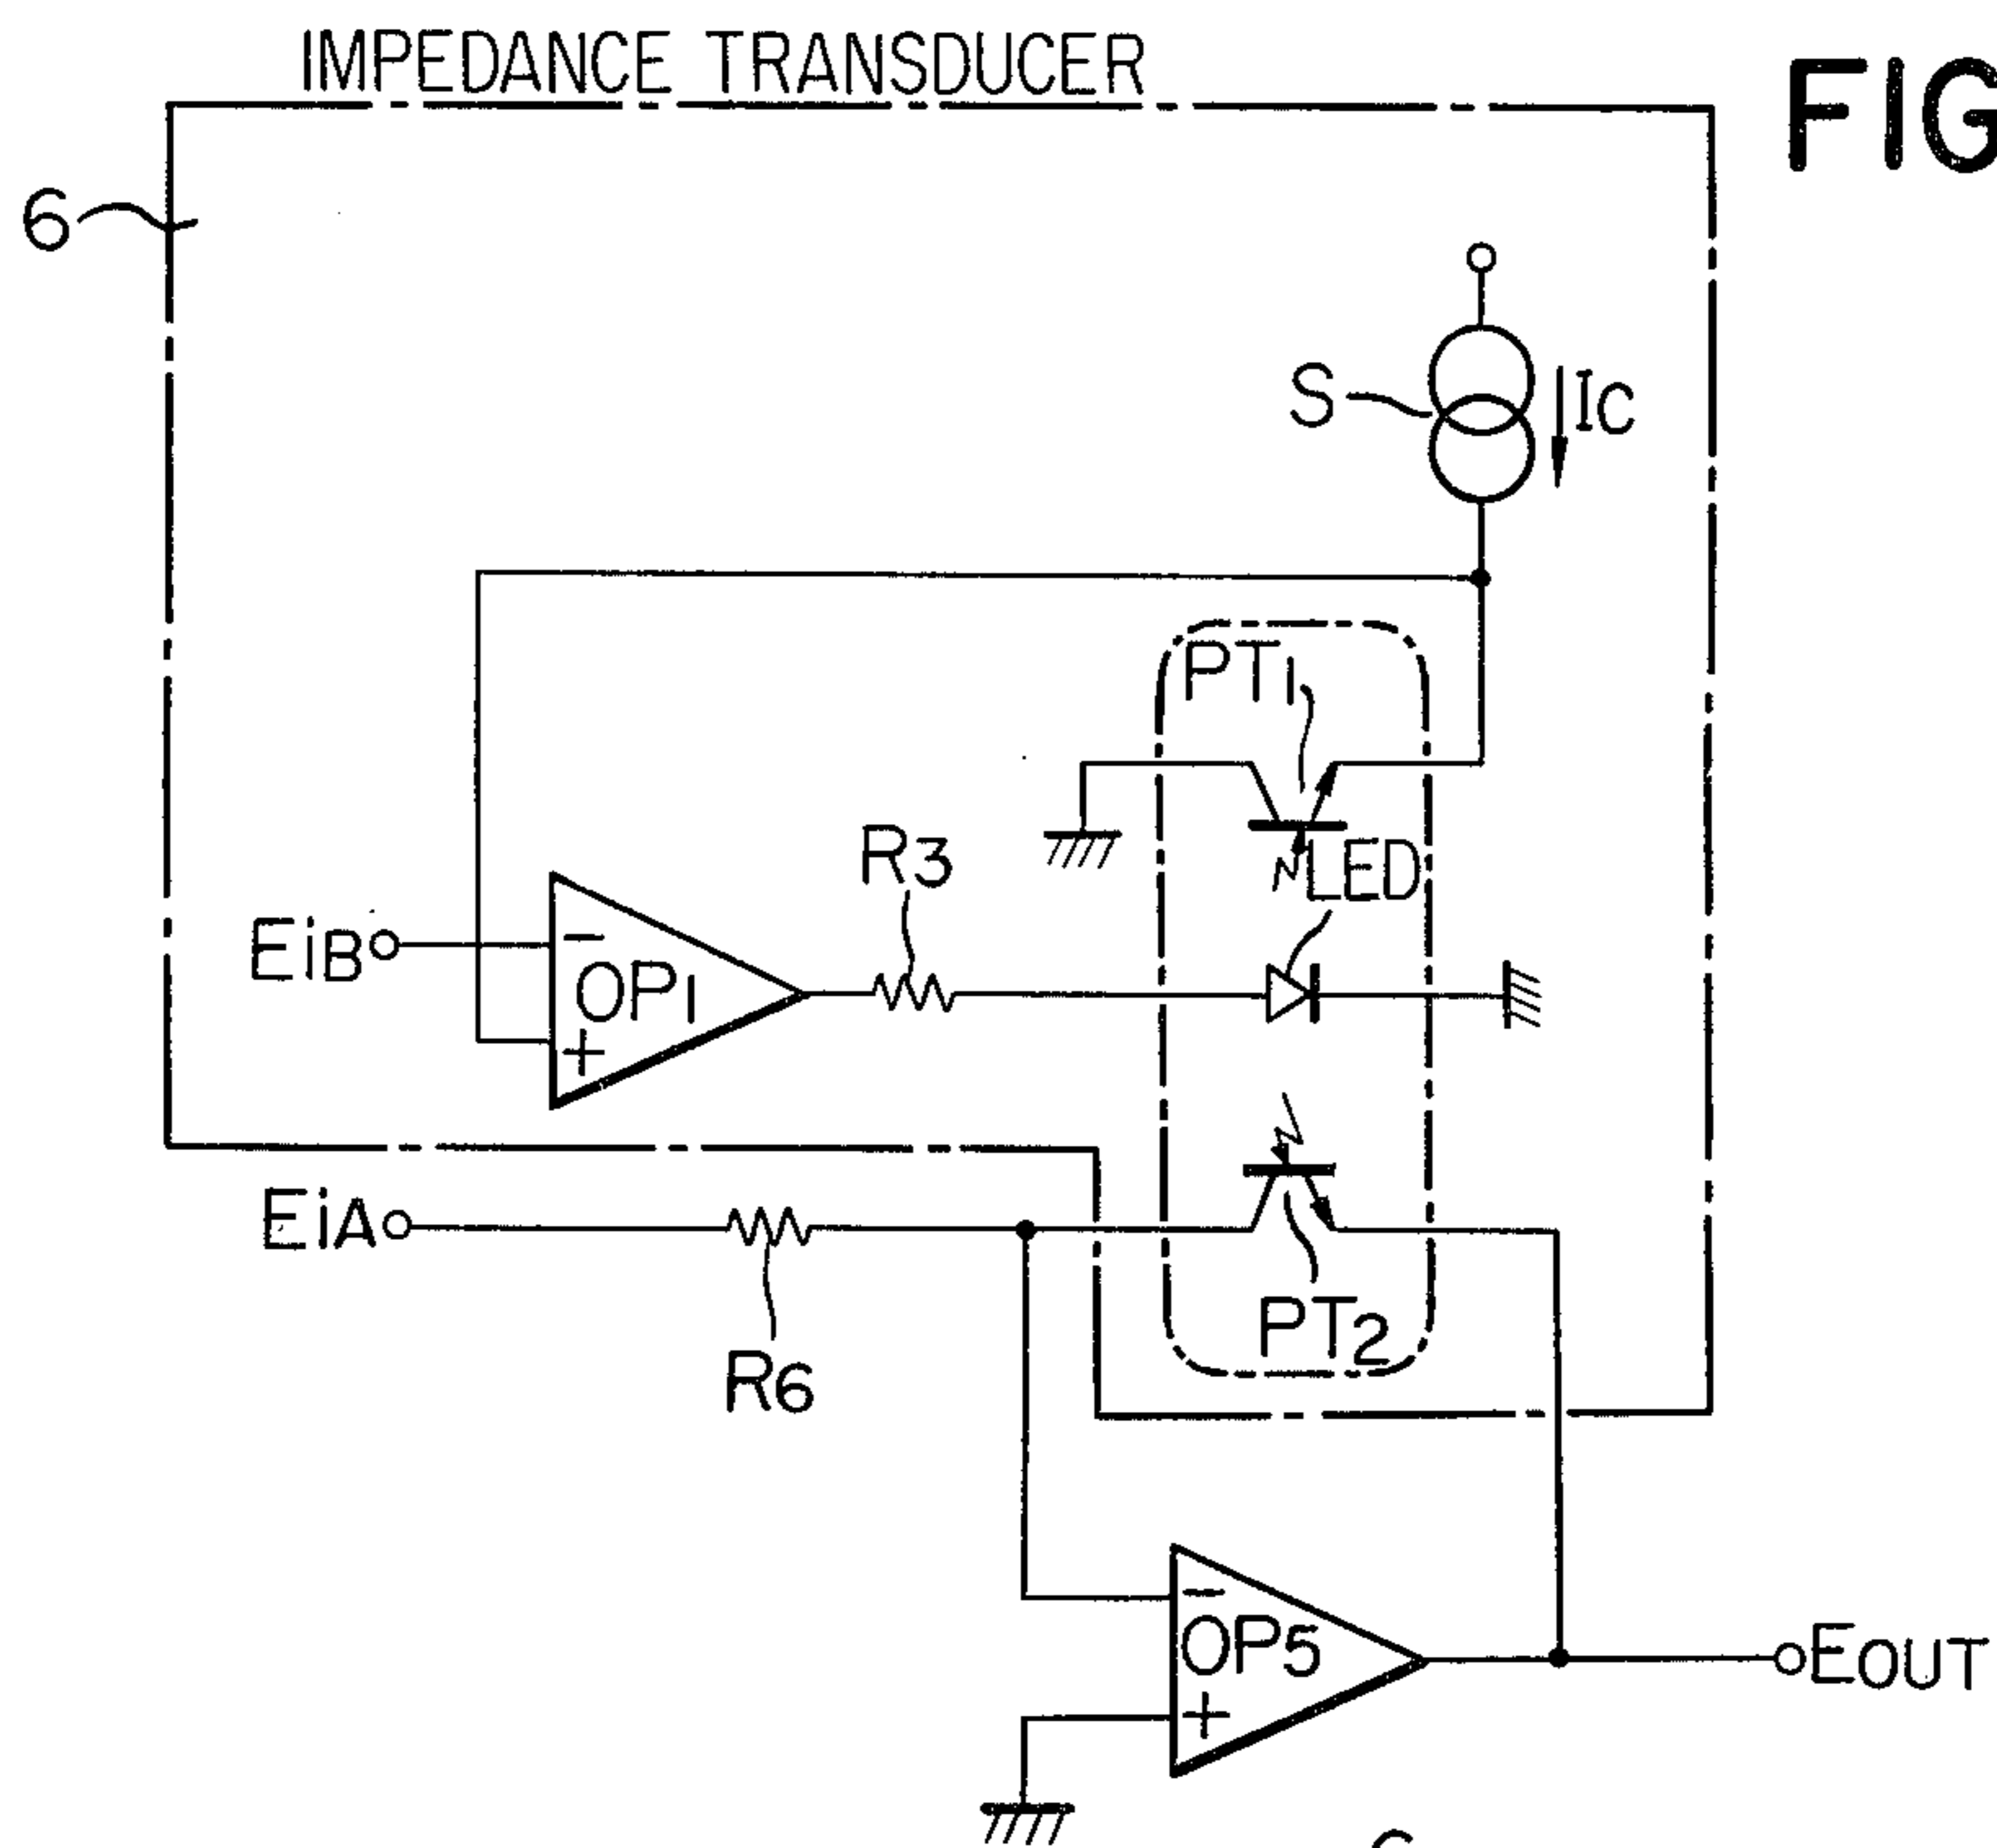 IMPEDANCE TRANSDUCER
FIG
6
S
IC
PT1
R3
LED
EiB
-
OP1
+
EiA
PT2
R6
-
OP5
EOUT
+